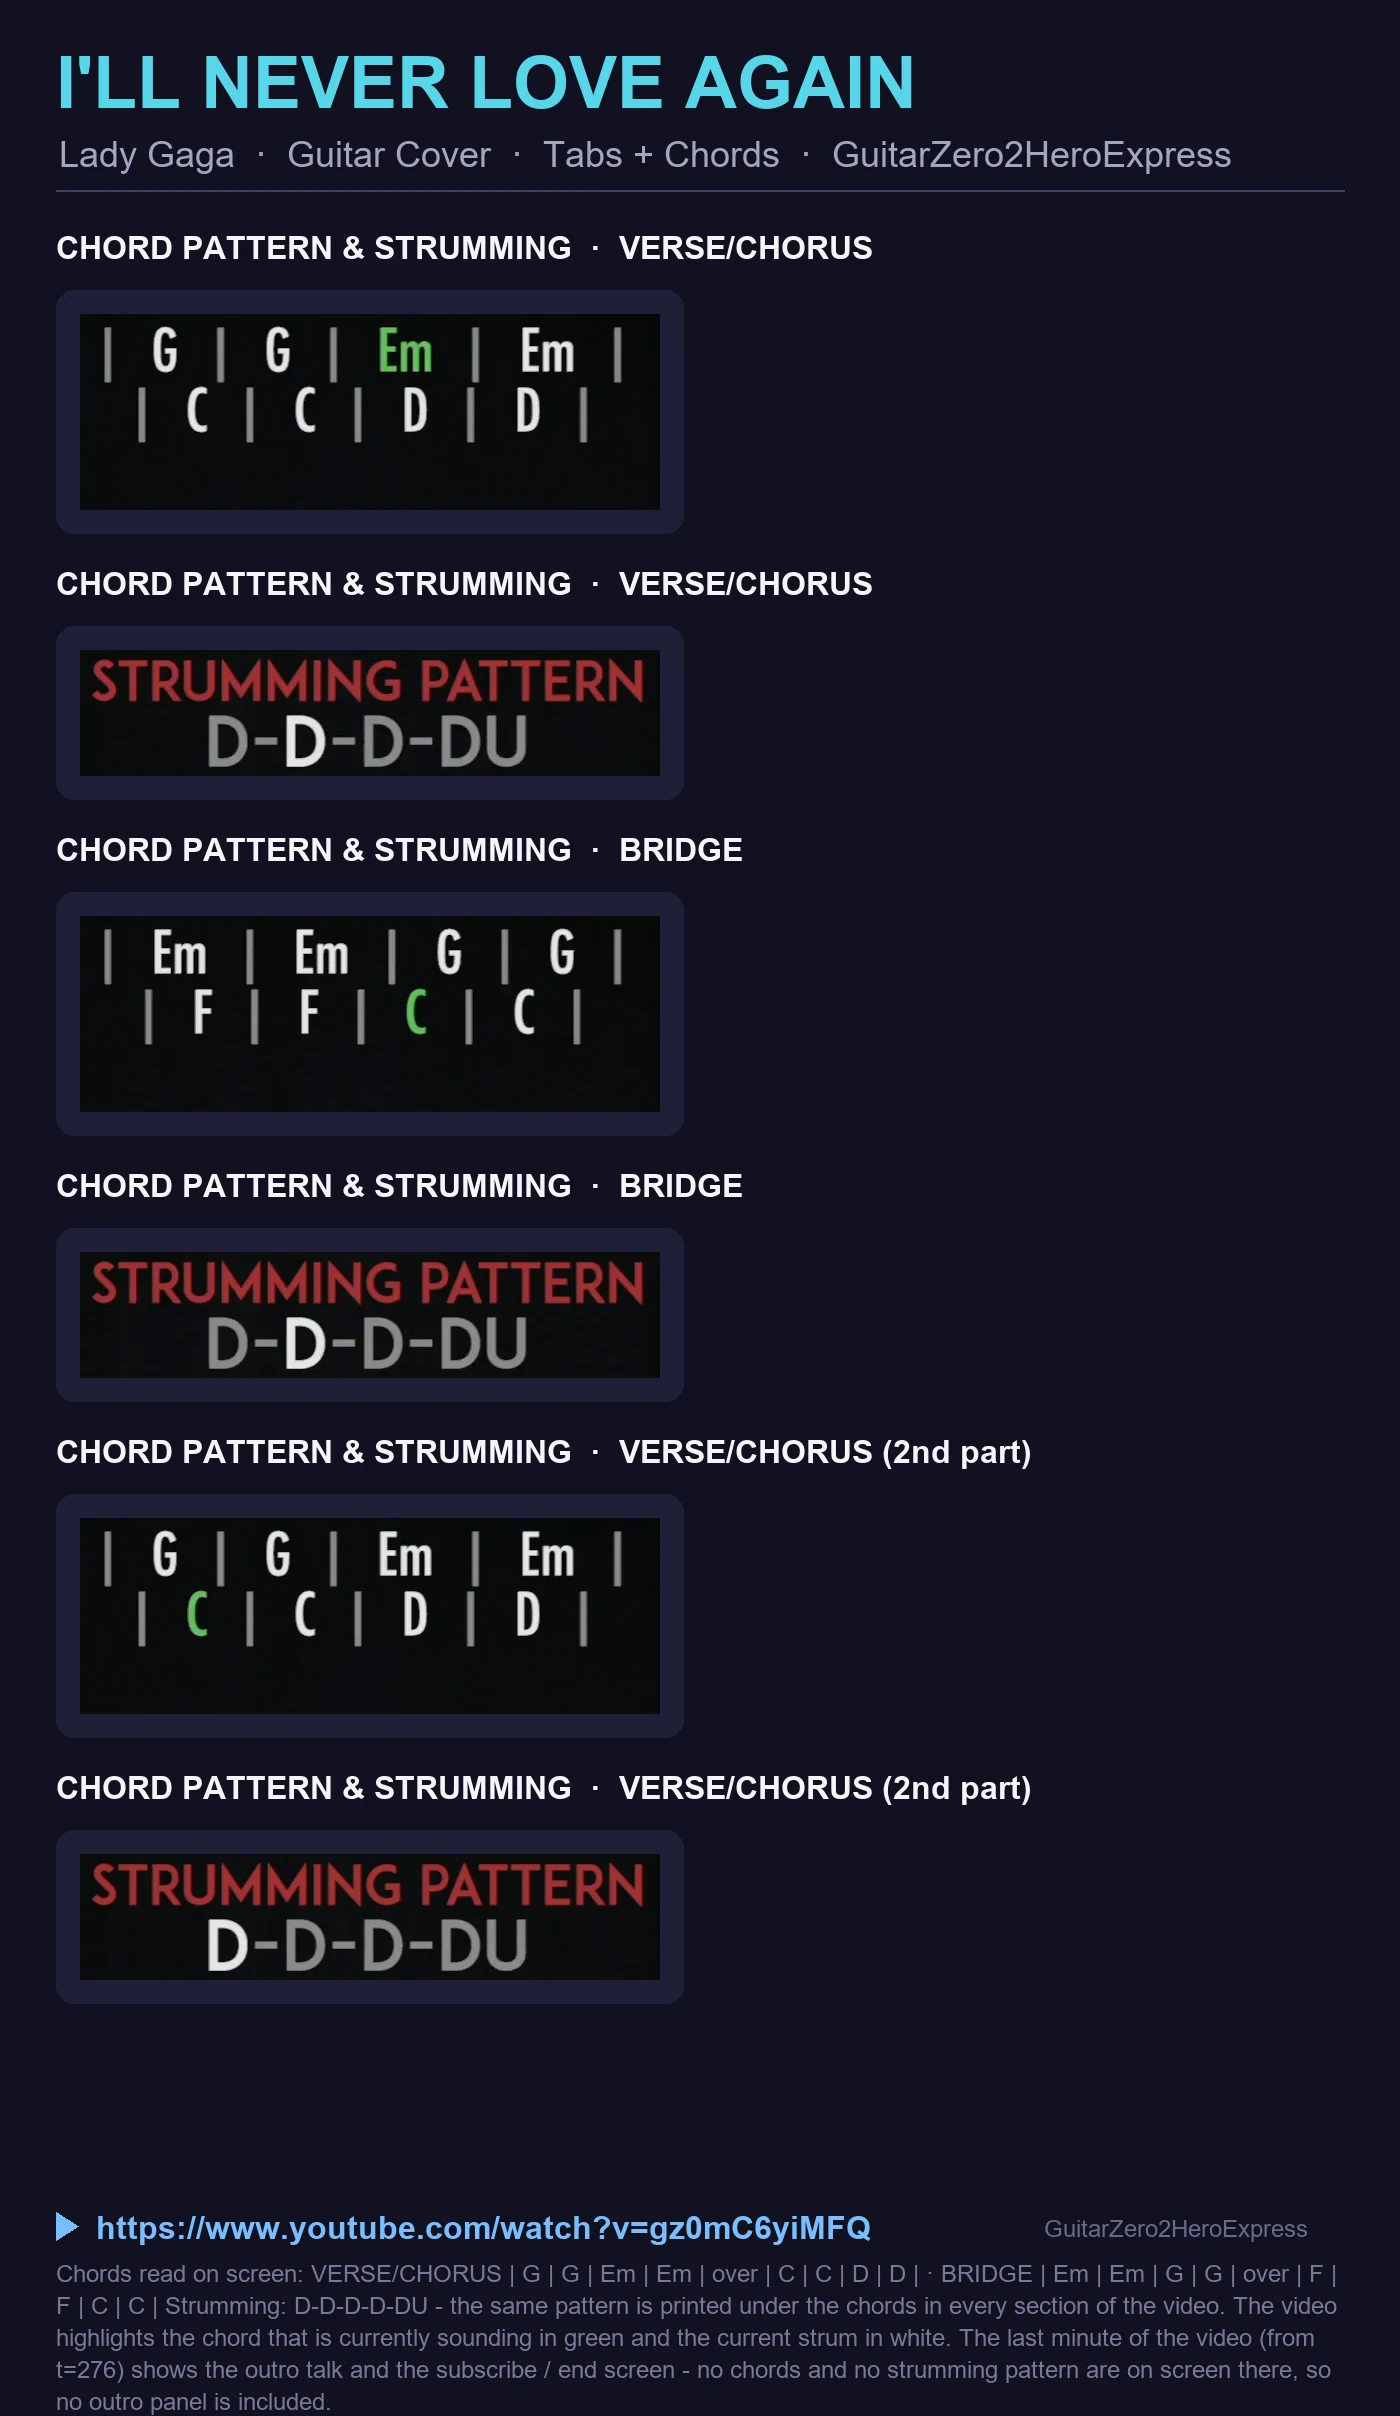 I'LL NEVER LOVE AGAIN
Lady Gaga · Guitar Cover · Tabs + Chords · GuitarZero2HeroExpress
CHORD PATTERN & STRUMMING · VERSE/CHORUS
| G | G | Em | Em |
| C | C | D | D |
CHORD PATTERN & STRUMMING · VERSE/CHORUS
STRUMMING PATTERN
D-D-D-DU
CHORD PATTERN & STRUMMING · BRIDGE
| Em | Em | G | G |
| F | F | C | C |
CHORD PATTERN & STRUMMING · BRIDGE
STRUMMING PATTERN
D-D-D-DU
CHORD PATTERN & STRUMMING · VERSE/CHORUS (2nd part)
| G | G | Em | Em |
| C | C | D | D |
CHORD PATTERN & STRUMMING · VERSE/CHORUS (2nd part)
STRUMMING PATTERN
D-D-D-DU
https://www.youtube.com/watch?v=gz0mC6yiMFQ GuitarZero2HeroExpress
Chords read on screen: VERSE/CHORUS | G | G | Em | Em | over | C | C | D | D | · BRIDGE | Em | Em | G | G | over | F |
F | C | C | Strumming: D-D-D-D-DU - the same pattern is printed under the chords in every section of the video. The video
highlights the chord that is currently sounding in green and the current strum in white. The last minute of the video (from
t=276) shows the outro talk and the subscribe / end screen - no chords and no strumming pattern are on screen there, so
no outro panel is included.